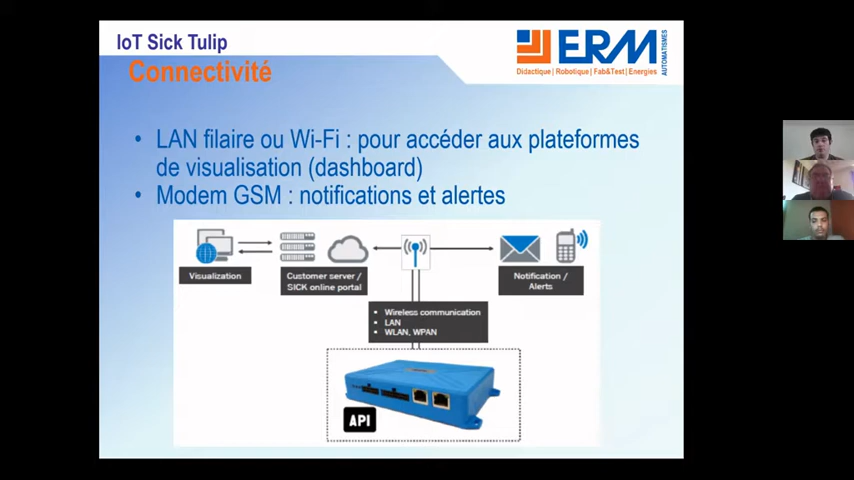 IoT Sick Tulip
Connectivité
ERM
AUTOMATISMES
Didactique | Robotique | Fab&Test | Energies
• LAN filaire ou Wi-Fi : pour accéder aux plateformes
de visualisation (dashboard)
• Modem GSM : notifications et alertes
Visualization
Customer server /
SICK online portal
Notification /
Alerts
• Wireless communication
• LAN
• WLAN, WPAN
API